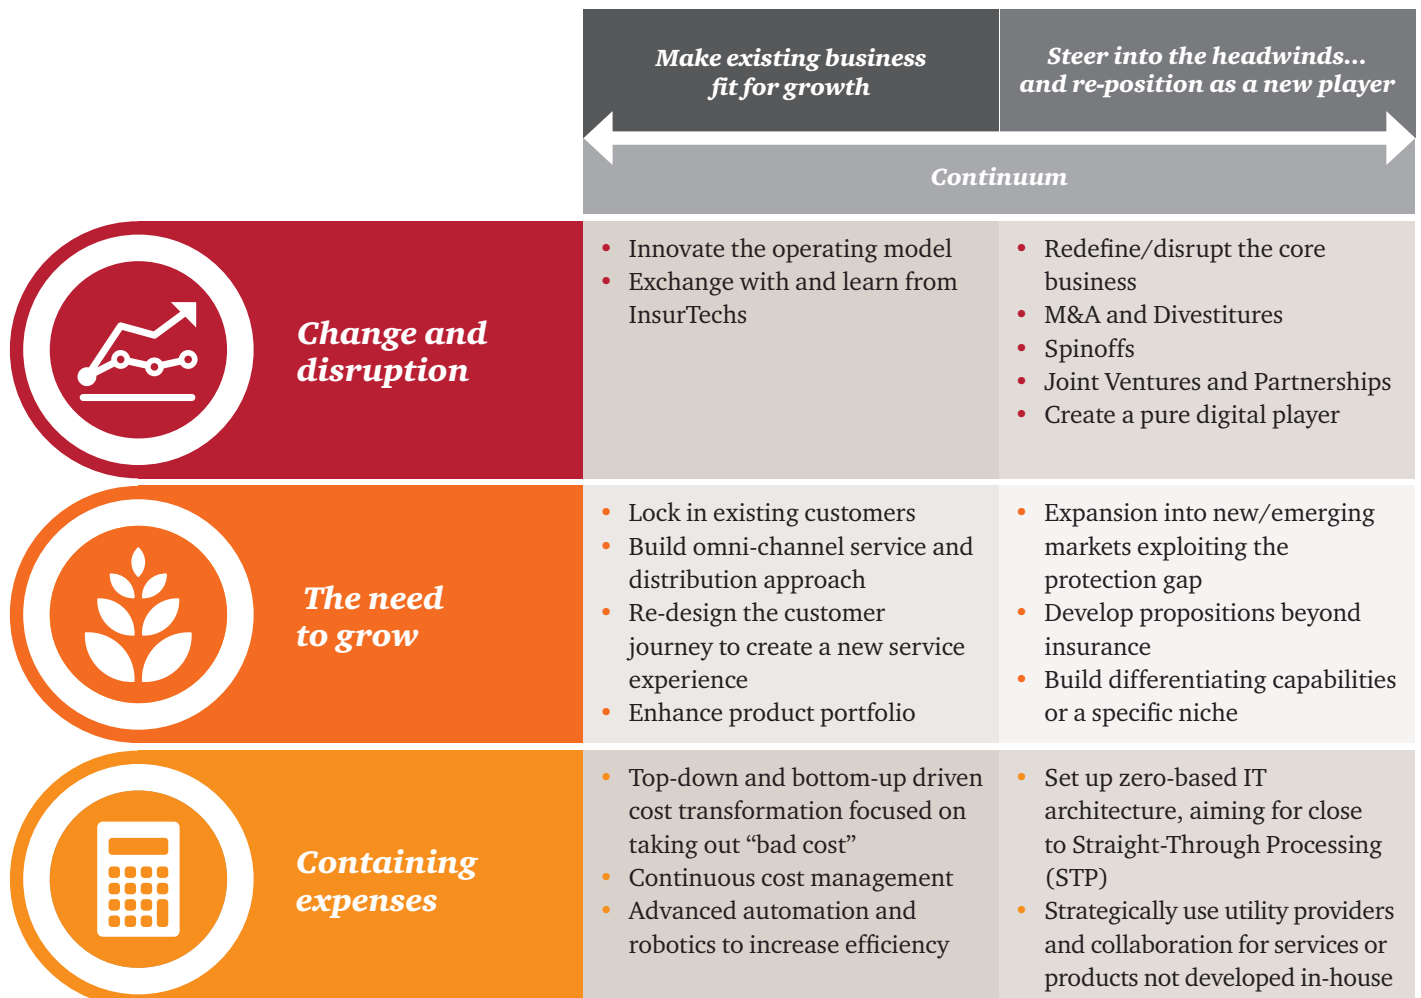 Make existing business
fit for growth
Steer into the headwinds...
and re-position as a new player
Continuum
Change and
disruption
• Innovate the operating model
• Exchange with and learn from
InsurTechs
• Redefine/disrupt the core
business
• M&A and Divestitures
• Spinoffs
• Joint Ventures and Partnerships
• Create a pure digital player
The need
to grow
• Lock in existing customers
• Build omni-channel service and
distribution approach
• Re-design the customer
journey to create a new service
experience
• Enhance product portfolio
• Expansion into new/emerging
markets exploiting the
protection gap
• Develop propositions beyond
insurance
• Build differentiating capabilities
or a specific niche
Containing
expenses
• Top-down and bottom-up driven
cost transformation focused on
taking out “bad cost”
• Continuous cost management
• Advanced automation and
robotics to increase efficiency
• Set up zero-based IT
architecture, aiming for close
to Straight-Through Processing
(STP)
• Strategically use utility providers
and collaboration for services or
products not developed in-house